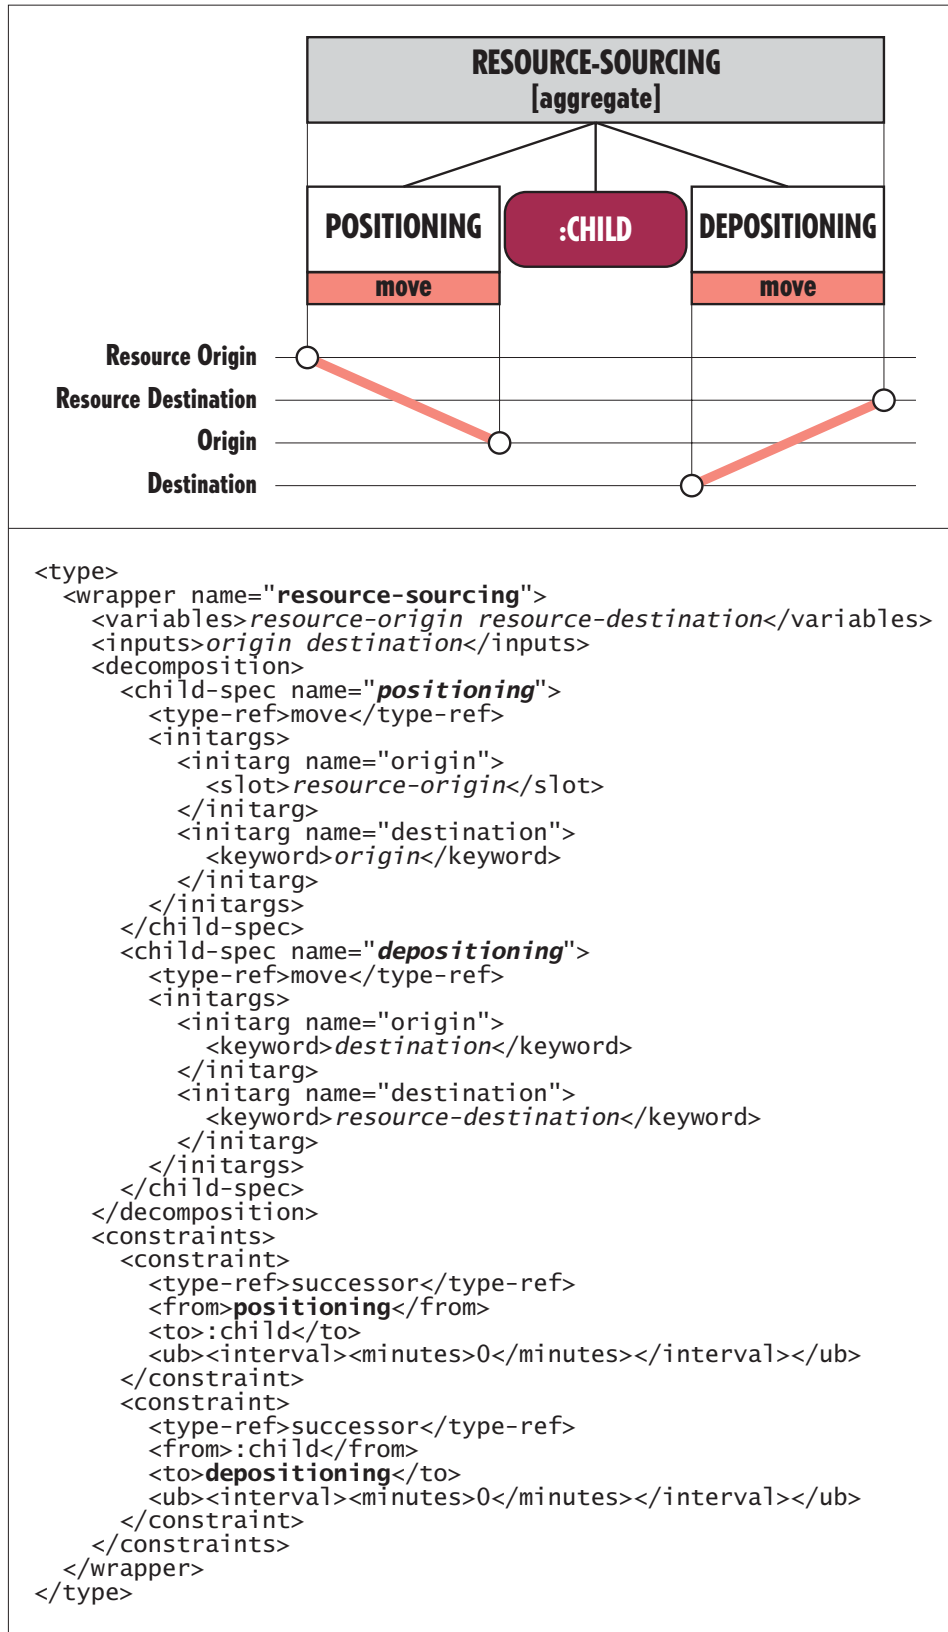 RESOURCE-SOURCING
[aggregate]
POSITIONING
:CHILD
DEPOSITIONING
move
move
Resource Origin
Resource Destination
Origin
Destination
<type>
  <wrapper name="resource-sourcing">
    <variables>resource-origin resource-destination</variables>
    <inputs>origin destination</inputs>
    <decomposition>
      <child-spec name="positioning">
        <type-ref>move</type-ref>
        <initargs>
          <initarg name="origin">
            <slot>resource-origin</slot>
          </initarg>
          <initarg name="destination">
            <keyword>origin</keyword>
          </initarg>
        </initargs>
      </child-spec>
      <child-spec name="depositioning">
        <type-ref>move</type-ref>
        <initargs>
          <initarg name="origin">
            <keyword>destination</keyword>
          </initarg>
          <initarg name="destination">
            <keyword>resource-destination</keyword>
          </initarg>
        </initargs>
      </child-spec>
    </decomposition>
    <constraints>
      <constraint>
        <type-ref>successor</type-ref>
        <from>positioning</from>
        <to>:child</to>
        <ub><interval><minutes>0</minutes></interval></ub>
      </constraint>
      <constraint>
        <type-ref>successor</type-ref>
        <from>:child</from>
        <to>depositioning</to>
        <ub><interval><minutes>0</minutes></interval></ub>
      </constraint>
    </constraints>
  </wrapper>
</type>